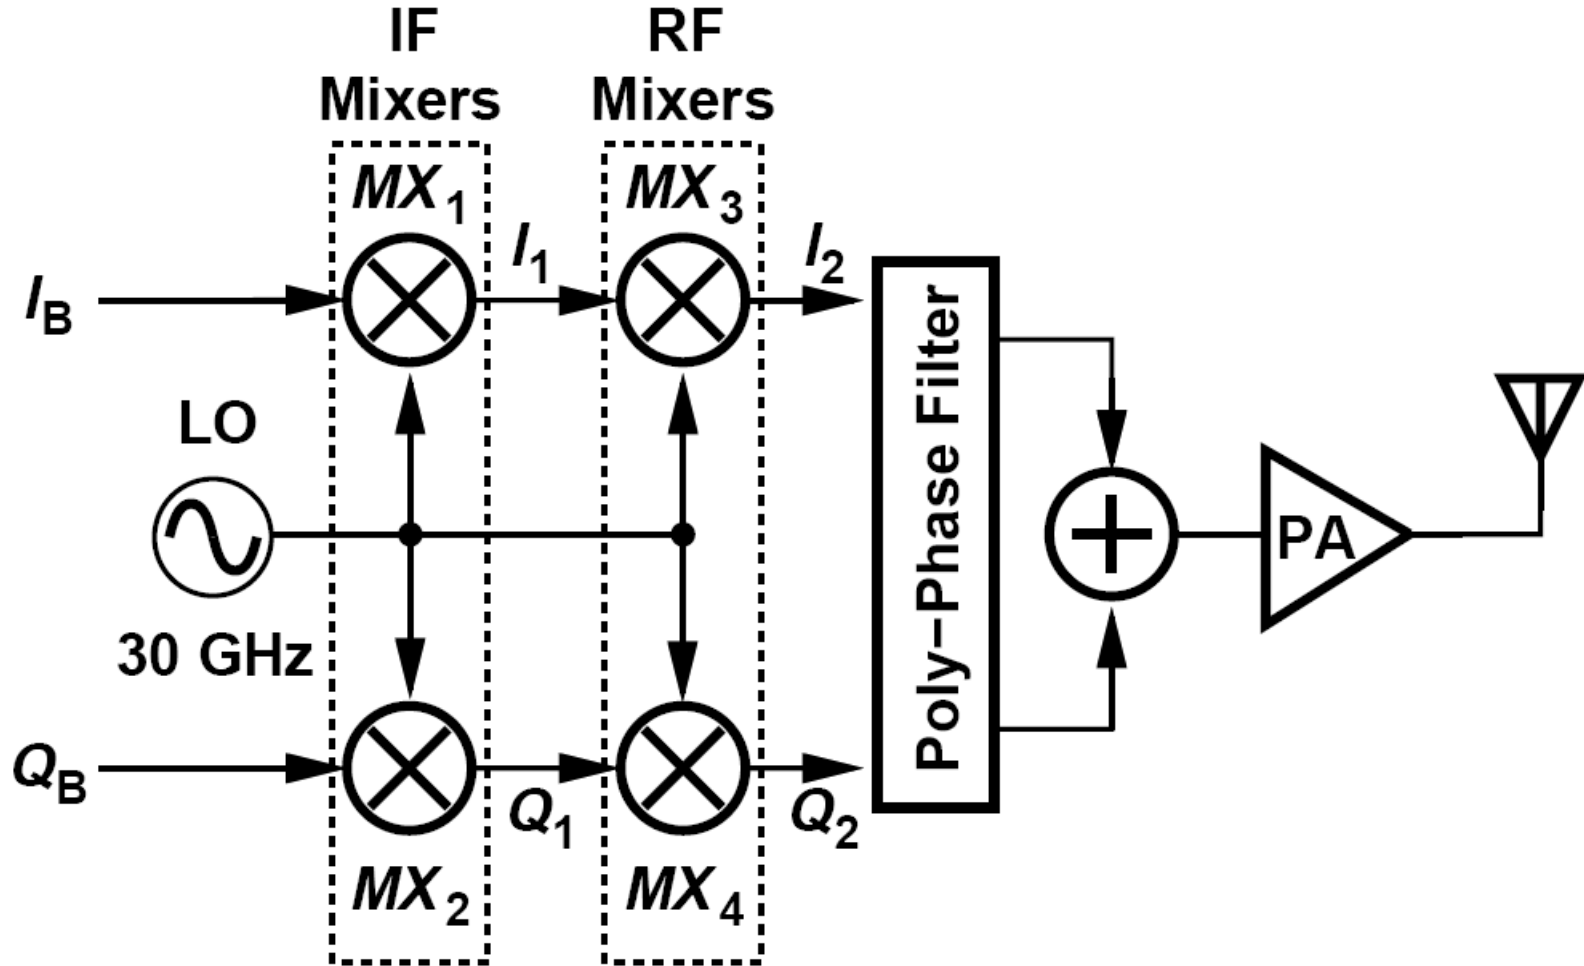 IF
Mixers
RF
Mixers
MX1
MX3
I1
I2
IB
LO
30 GHz
Poly-Phase Filter
PA
QB
Q1
Q2
MX2
MX4